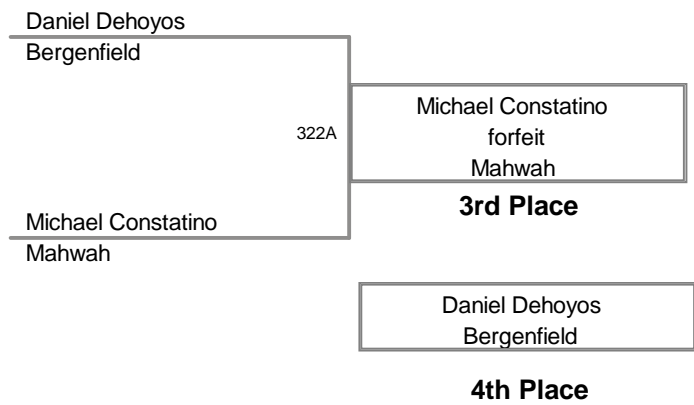 Daniel Dehoyos
Bergenfield
322A
Michael Constatino
forfeit
Mahwah
3rd Place
Michael Constatino
Mahwah
Daniel Dehoyos
Bergenfield
4th Place